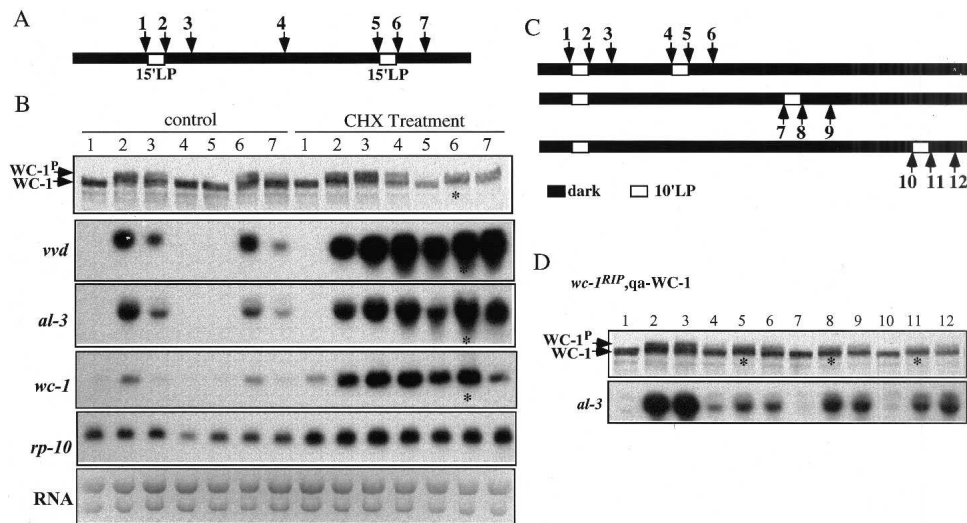 A
1 2 3 4 5 6 7
15'LP 15'LP
B
control CHX Treatment
1 2 3 4 5 6 7 1 2 3 4 5 6 7
WC-1ᴾ
WC-1
*
vvd
*
al-3
*
wc-1
*
rp-10
RNA
C
1 2 3 4 5 6
7 8 9
10 11 12
dark 10'LP
D
wc-1ᴿᴵᴾ,qa-WC-1
1 2 3 4 5 6 7 8 9 10 11 12
WC-1ᴾ
WC-1
* * *
al-3